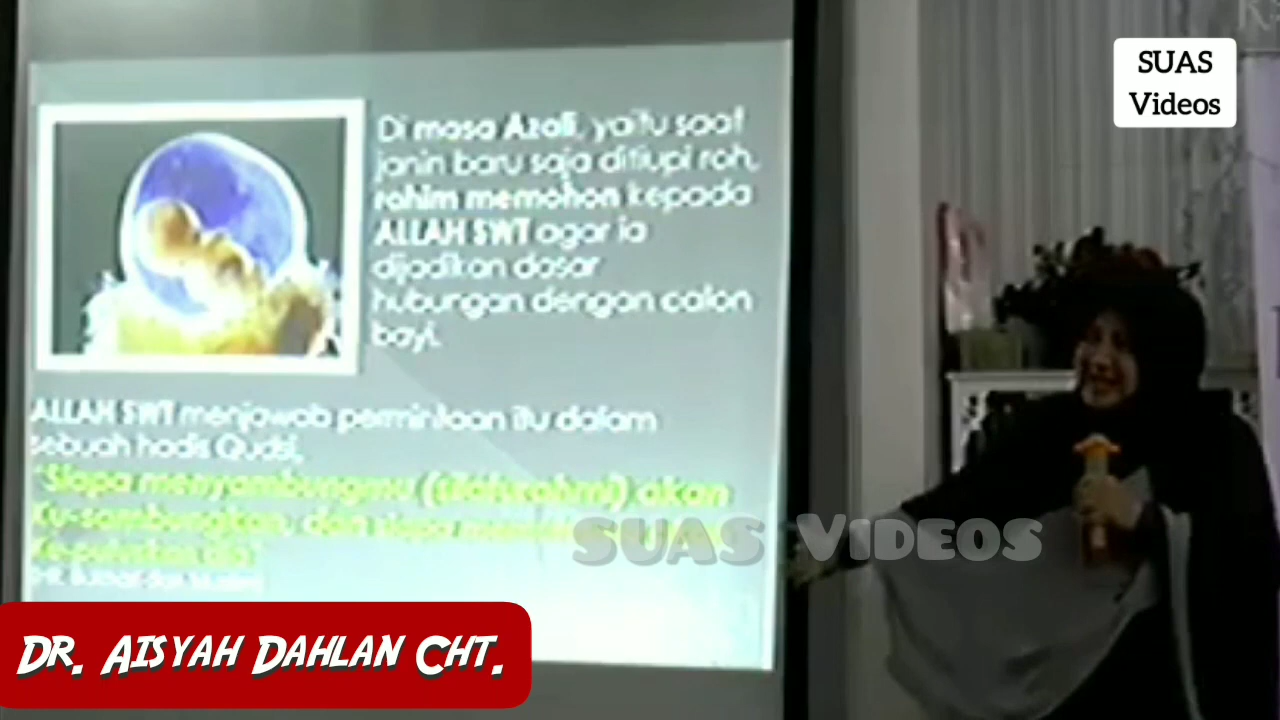 SUAS
Videos
Di masa Azali, yaitu saat
janin baru saja ditiupi roh,
rahim memohon kepada
ALLAH SWT agar ia
dijadikan dasar
hubungan dengan calon
bayi.
ALLAH SWT menjawab permintaan itu dalam
sebuah hadis Qudsi,
"Siapa menyambungmu (silaturahmi) akan
Ku-sambungkan, dan siapa
SUAS VIDEOS
DR. AISYAH DAHLAN CHT.